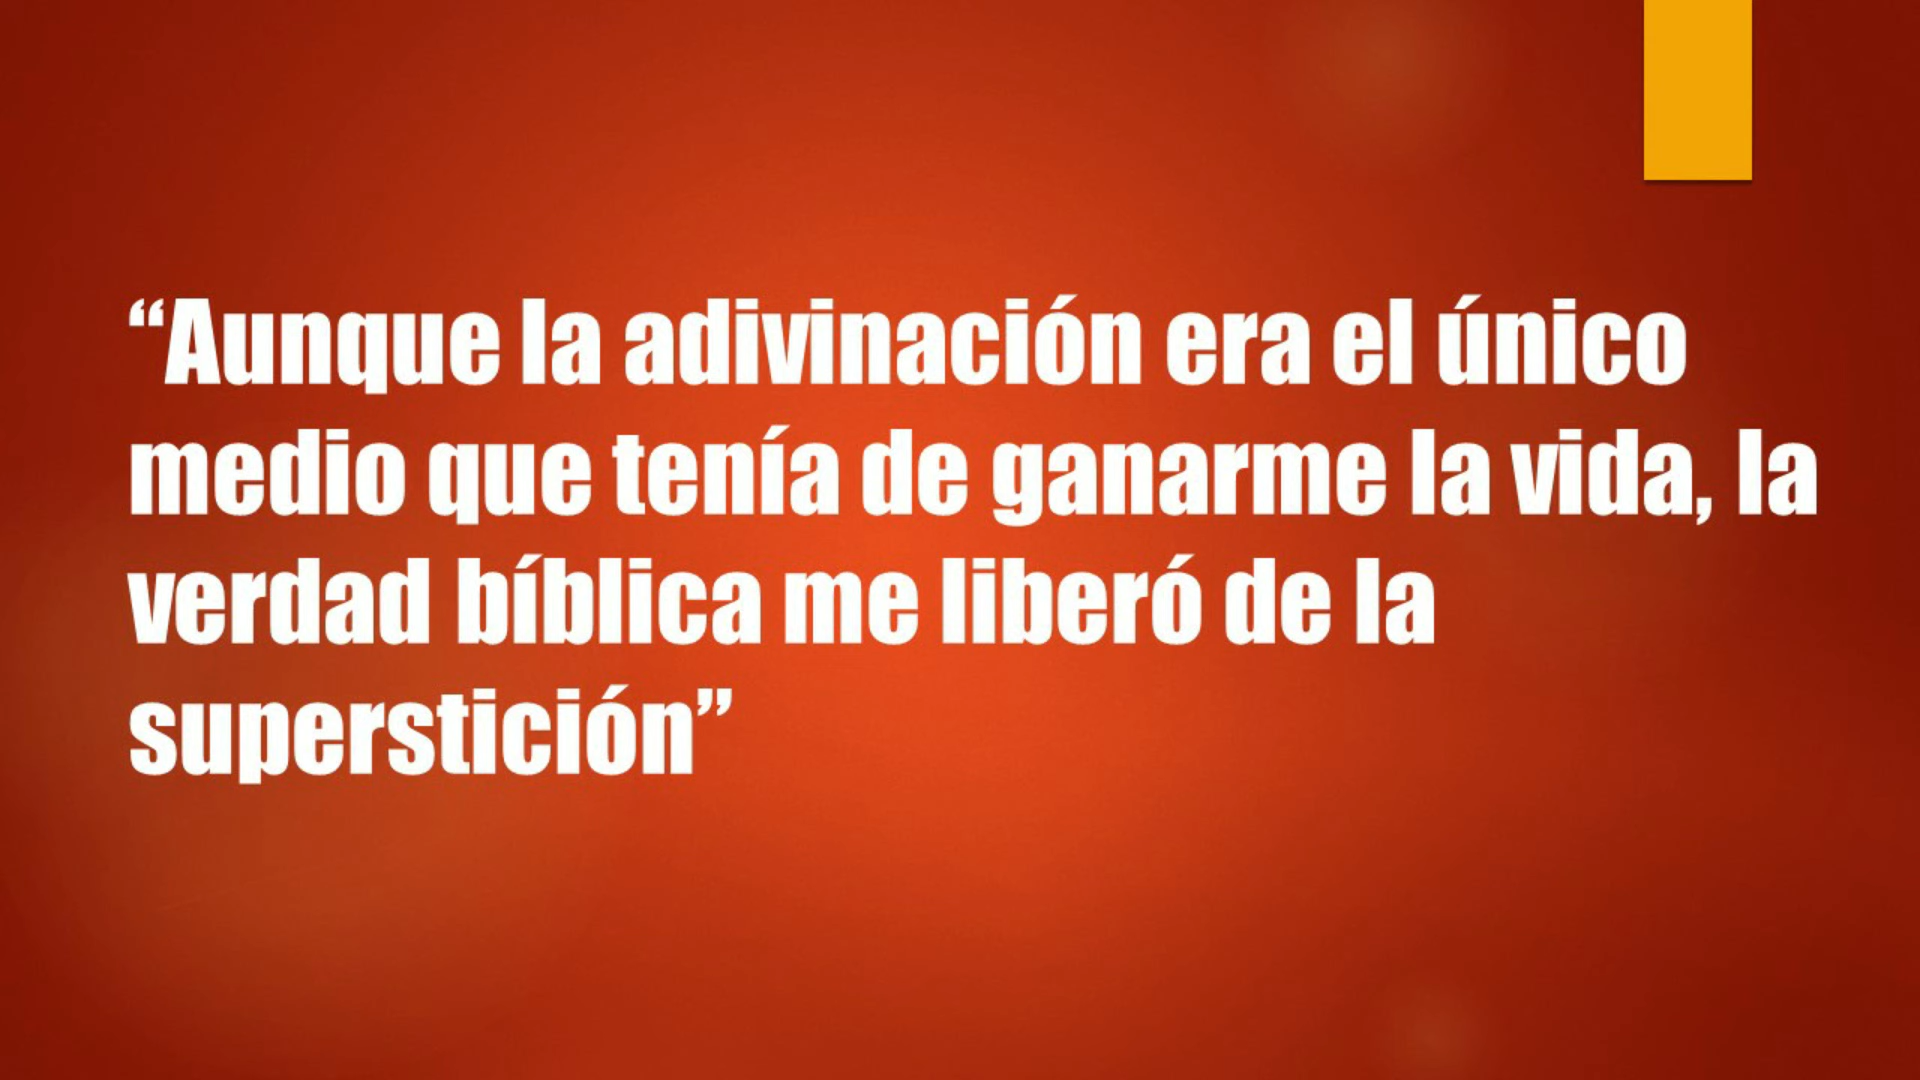 “Aunque la adivinación era el único
medio que tenía de ganarme la vida, la
verdad bíblica me liberó de la
superstición”